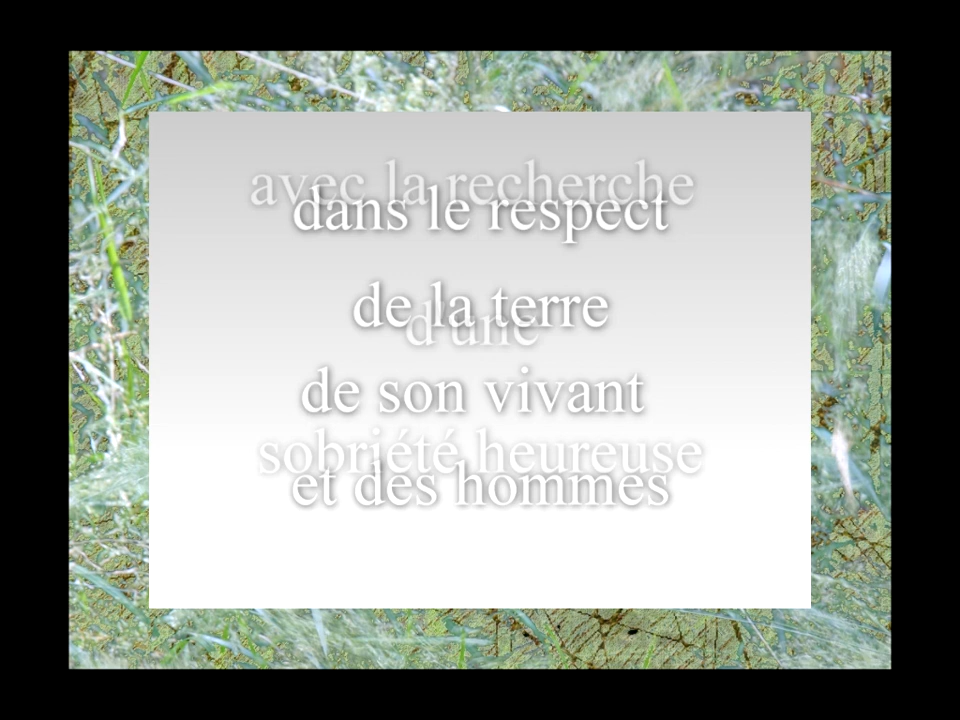 avec la recherche
dans le respect
de la terre
d'une
de son vivant
sobriété heureuse
et des hommes